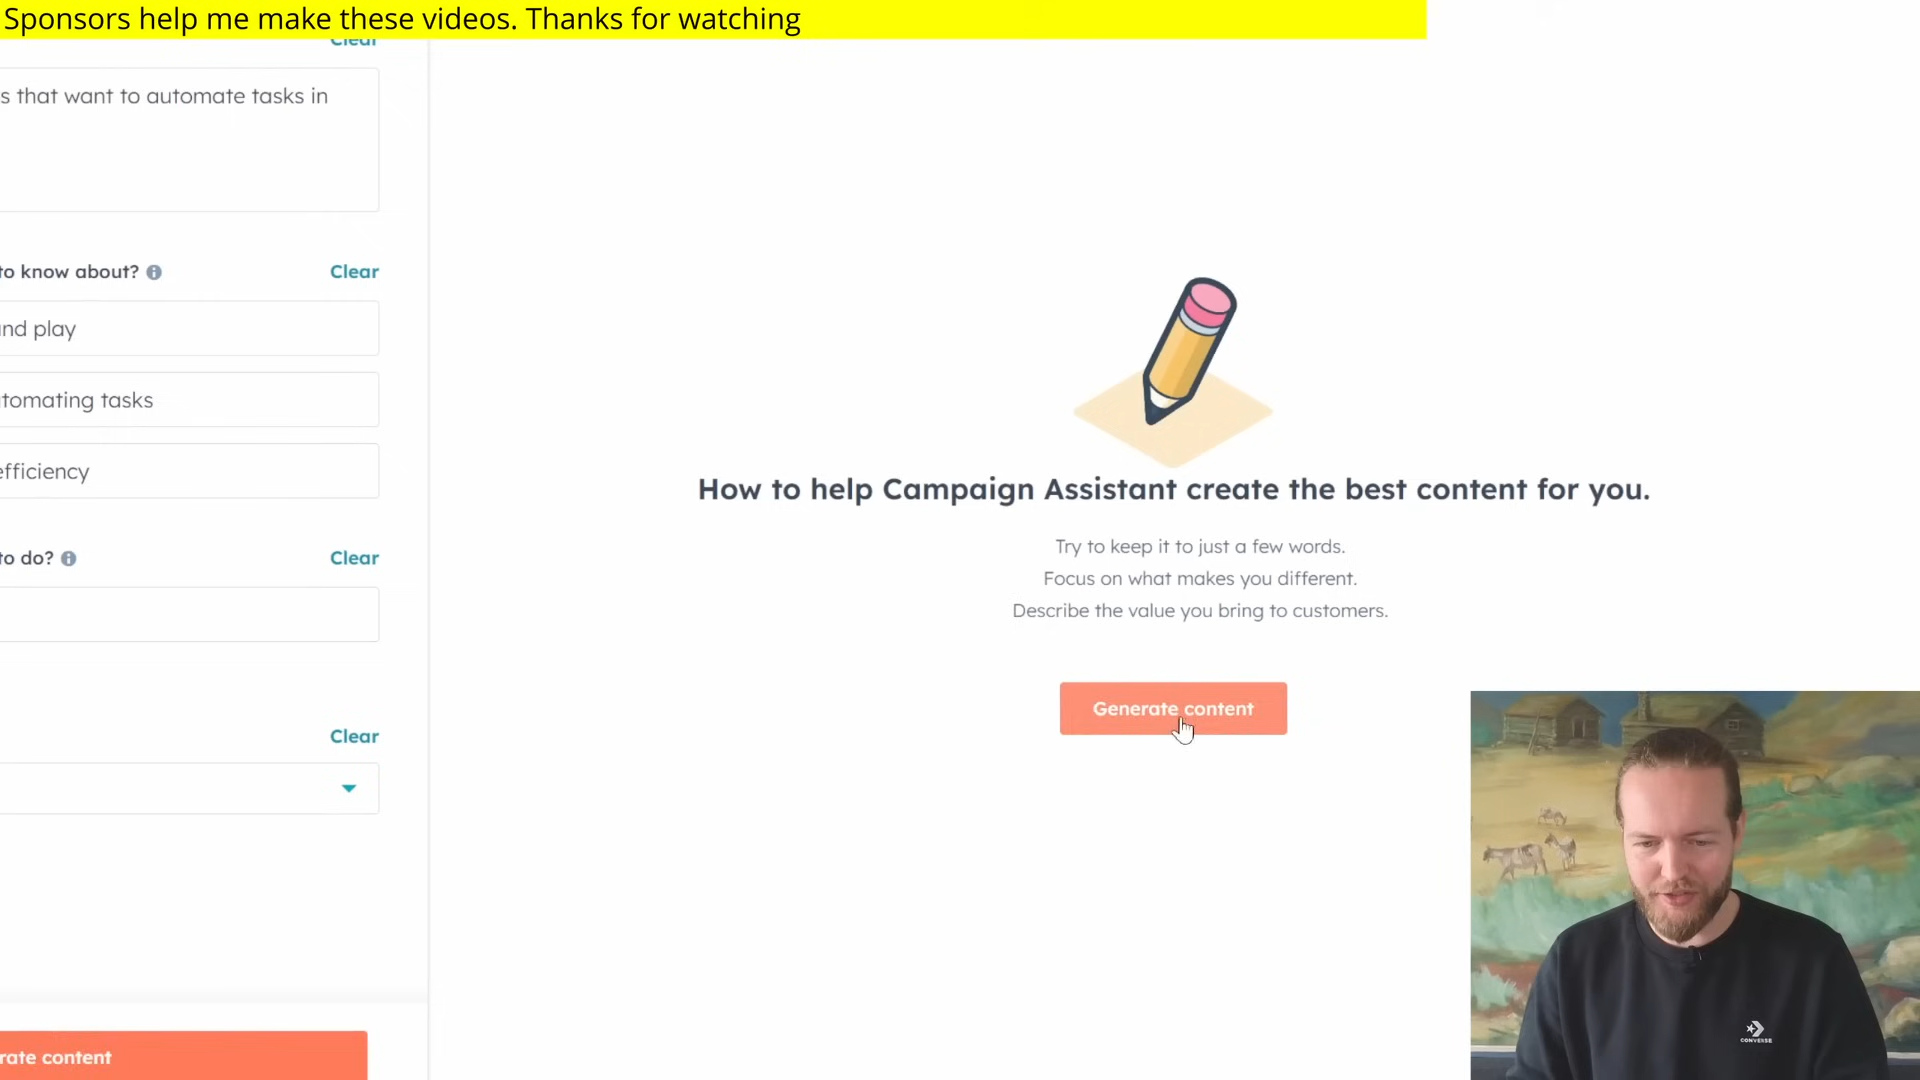 Sponsors help me make these videos. Thanks for watching
Clear
s that want to automate tasks in
to know about?
Clear
nd play
tomating tasks
efficiency
to do?
Clear
Clear
rate content
How to help Campaign Assistant create the best content for you.
Try to keep it to just a few words.
Focus on what makes you different.
Describe the value you bring to customers.
Generate content
CONVERSE